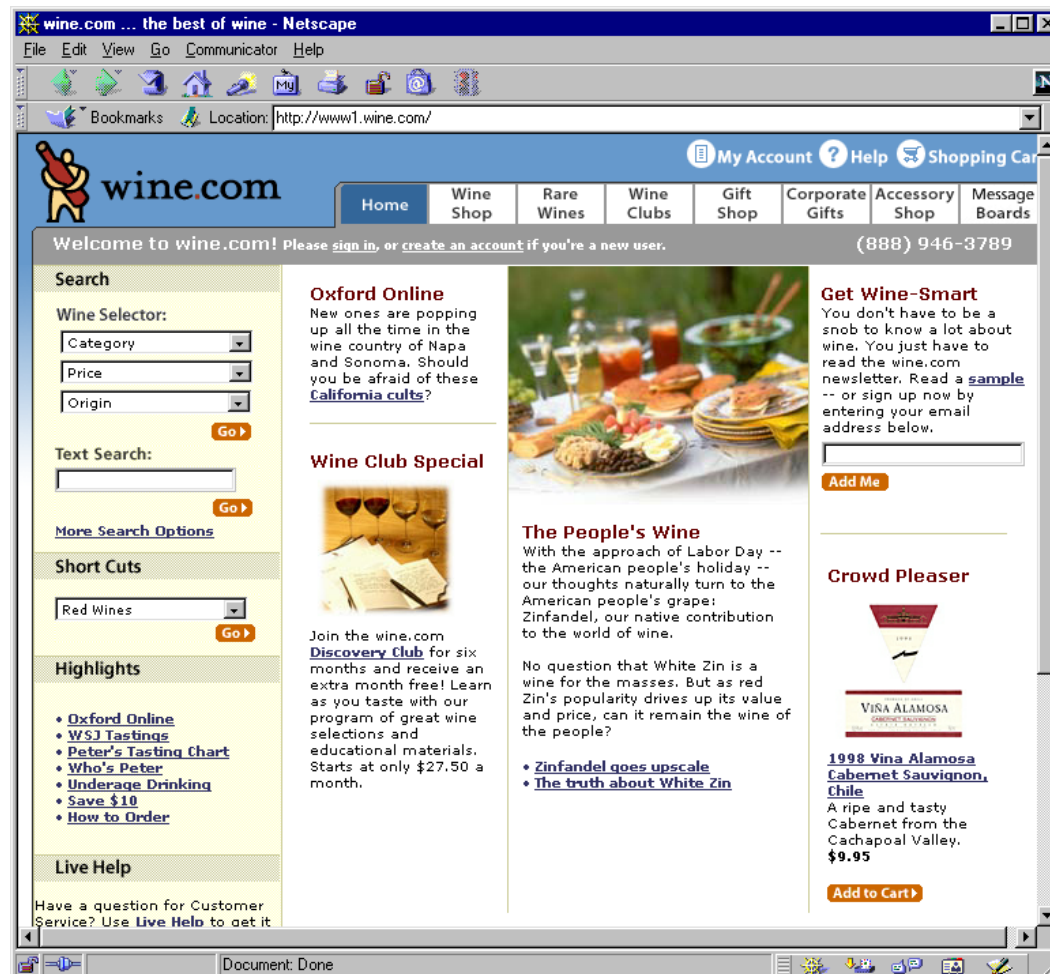 wine.com ... the best of wine - Netscape
File Edit View Go Communicator Help
My
N
Bookmarks Location: http://www1.wine.com/
My Account ? Help Shopping Car
wine.com
Home
Wine Shop
Rare Wines
Wine Clubs
Gift Shop
Corporate Gifts
Accessory Shop
Message Boards
Welcome to wine.com! Please sign in, or create an account if you're a new user. (888) 946-3789
Search
Wine Selector:
Category
Price
Origin
Go
Text Search:
Go
More Search Options
Short Cuts
Red Wines
Go
Highlights
• Oxford Online
• WSJ Tastings
• Peter's Tasting Chart
• Who's Peter
• Underage Drinking
• Save $10
• How to Order
Live Help
Have a question for Customer
Service? Use Live Help to get it
Oxford Online
New ones are popping
up all the time in the
wine country of Napa
and Sonoma. Should
you be afraid of these
California cults?
Wine Club Special
Join the wine.com
Discovery Club for six
months and receive an
extra month free! Learn
as you taste with our
program of great wine
selections and
educational materials.
Starts at only $27.50 a
month.
The People's Wine
With the approach of Labor Day --
the American people's holiday --
our thoughts naturally turn to the
American people's grape:
Zinfandel, our native contribution
to the world of wine.
No question that White Zin is a
wine for the masses. But as red
Zin's popularity drives up its value
and price, can it remain the wine of
the people?
• Zinfandel goes upscale
• The truth about White Zin
Get Wine-Smart
You don't have to be a
snob to know a lot about
wine. You just have to
read the wine.com
newsletter. Read a sample
-- or sign up now by
entering your email
address below.
Add Me
Crowd Pleaser
VIÑA ALAMOSA
CABERNET SAUVIGNON
1998 Vina Alamosa
Cabernet Sauvignon,
Chile
A ripe and tasty
Cabernet from the
Cachapoal Valley.
$9.95
Add to Cart
Document: Done